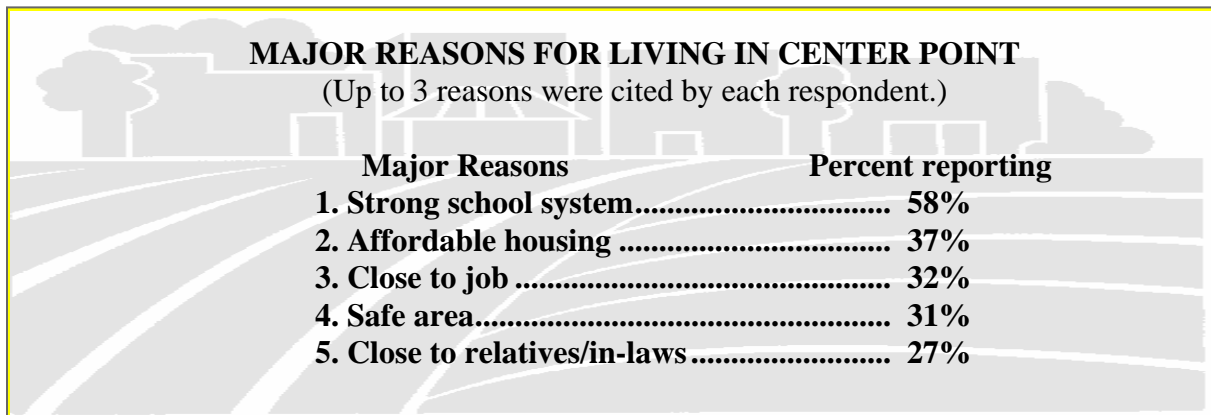 MAJOR REASONS FOR LIVING IN CENTER POINT
(Up to 3 reasons were cited by each respondent.)
Major Reasons Percent reporting
1. Strong school system............................... 58%
2. Affordable housing ................................. 37%
3. Close to job .............................................. 32%
4. Safe area................................................... 31%
5. Close to relatives/in-laws ........................ 27%